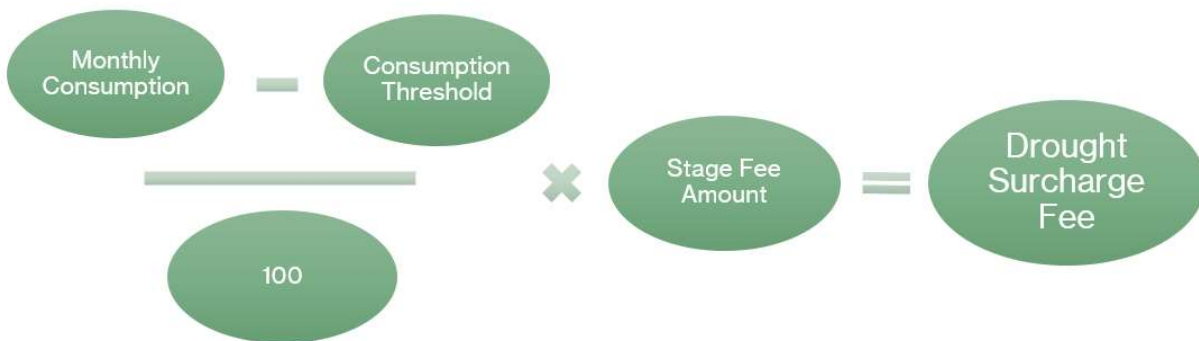 Monthly
Consumption
Consumption
Threshold
100
Stage Fee
Amount
Drought
Surcharge
Fee